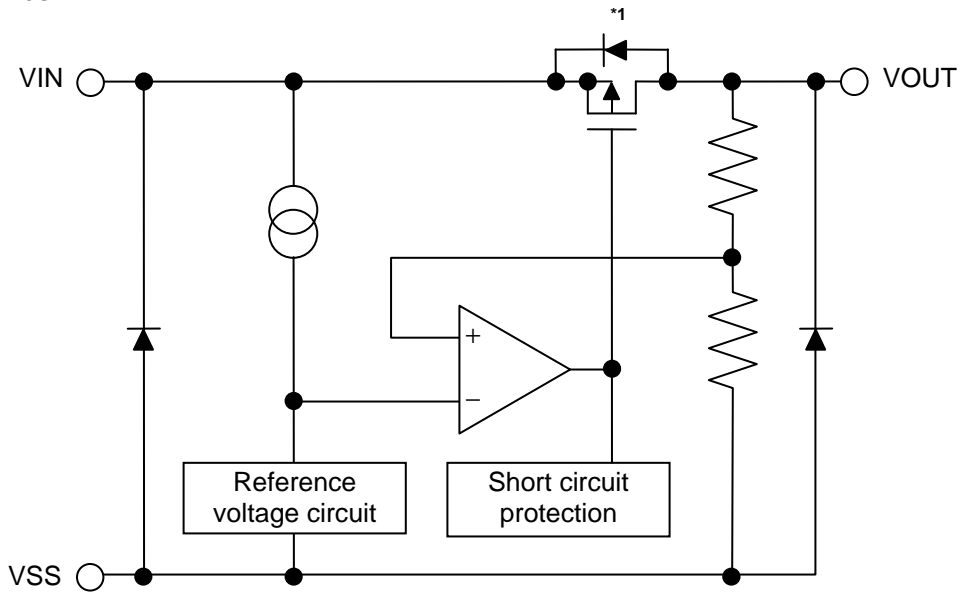 *1
VIN
VOUT
+
−
Reference
voltage circuit
Short circuit
protection
VSS